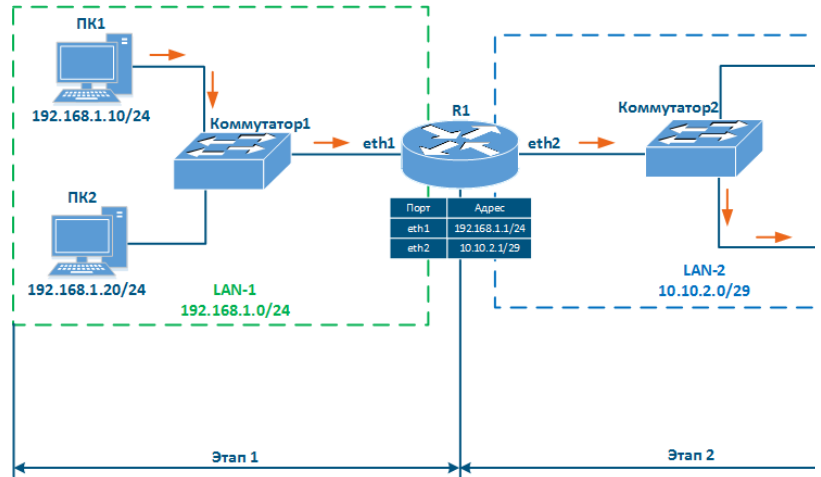 ПК1
192.168.1.10/24
Коммутатор1
eth1
R1
eth2
Коммутатор2
Порт Адрес
eth1 192.168.1.1/24
eth2 10.10.2.1/29
ПК2
192.168.1.20/24
LAN-1
192.168.1.0/24
LAN-2
10.10.2.0/29
Этап 1
Этап 2